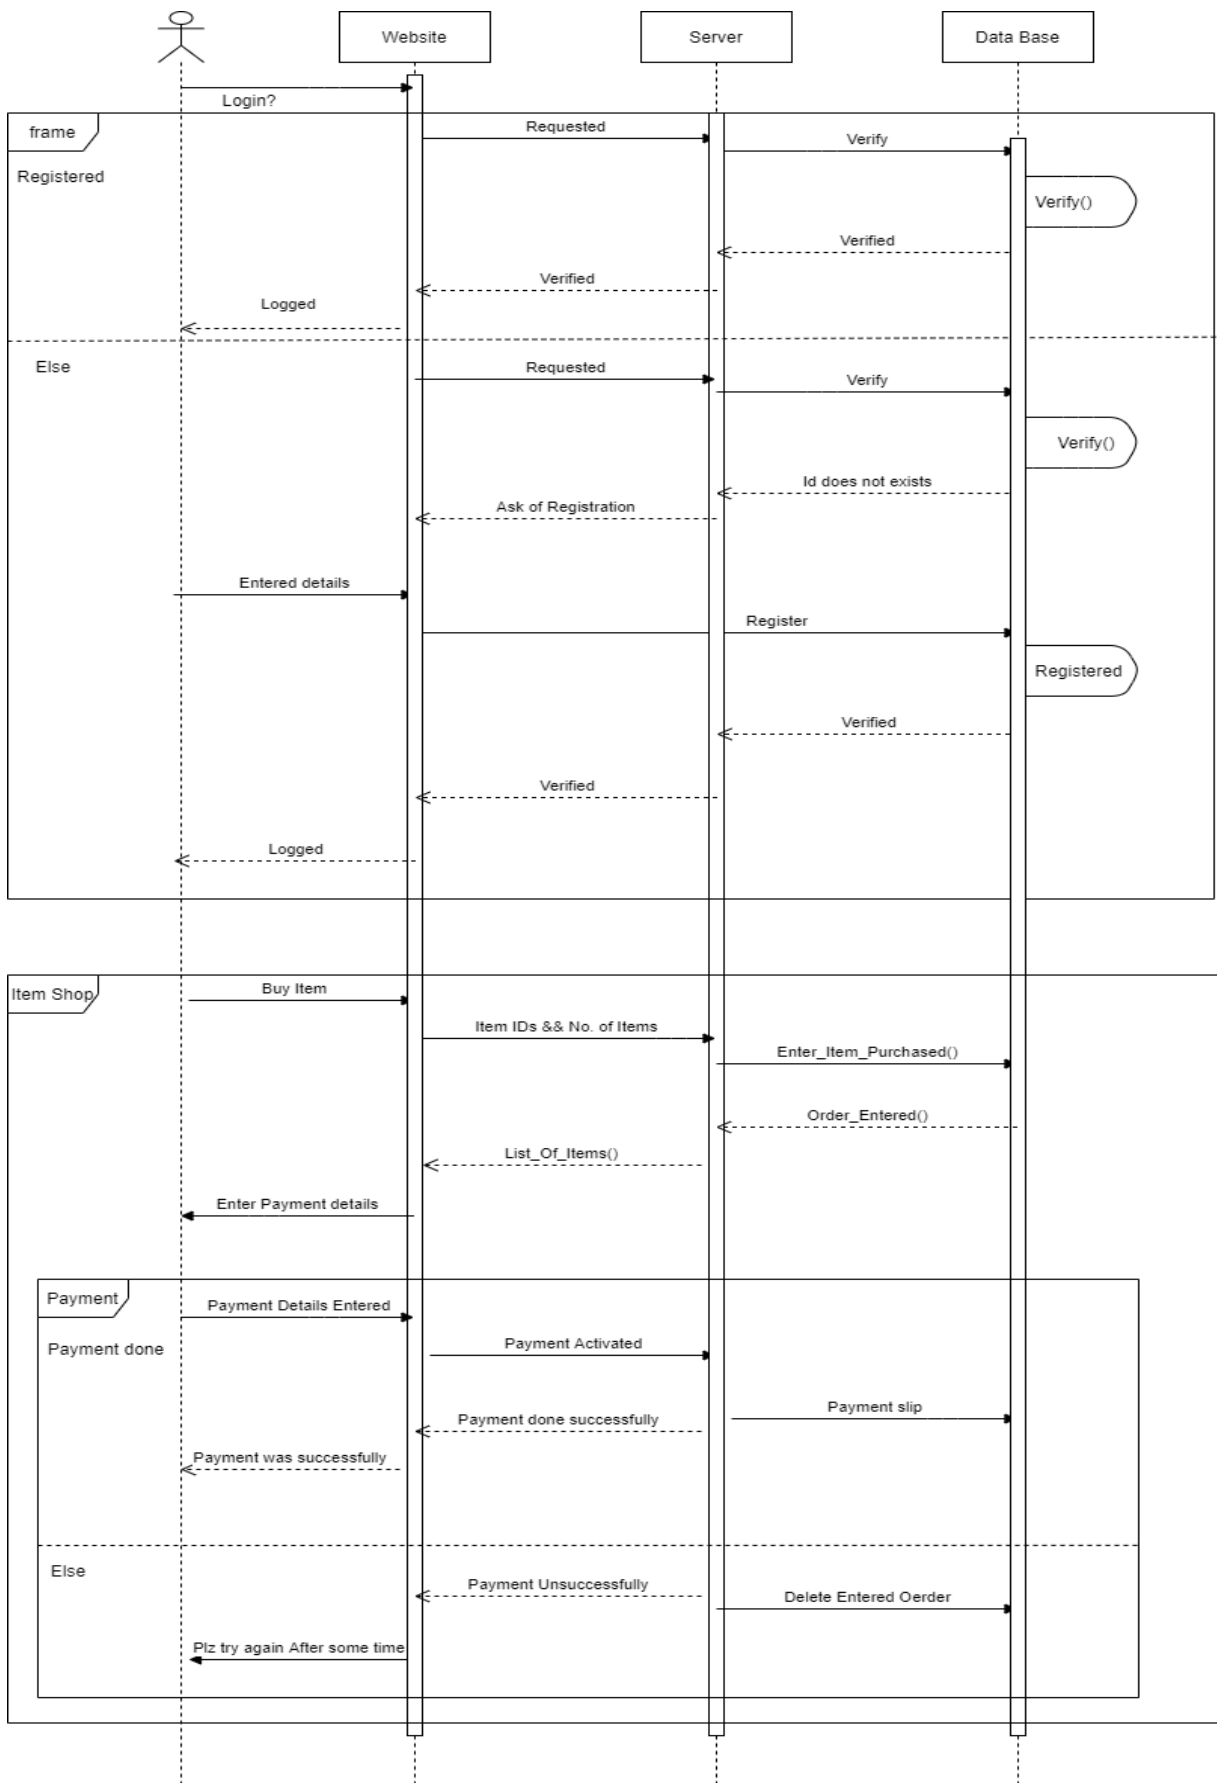 Website
Server
Data Base
Login?
frame
Requested
Verify
Registered
Verify()
Verified
Verified
Logged
Else
Requested
Verify
Verify()
Id does not exists
Ask of Registration
Entered details
Register
Registered
Verified
Verified
Logged
Item Shop
Buy Item
Item IDs && No. of Items
Enter_Item_Purchased()
Order_Entered()
List_Of_Items()
Enter Payment details
Payment
Payment Details Entered
Payment done
Payment Activated
Payment slip
Payment done successfully
Payment was successfully
Else
Payment Unsuccessfully
Delete Entered Oerder
Plz try again After some time